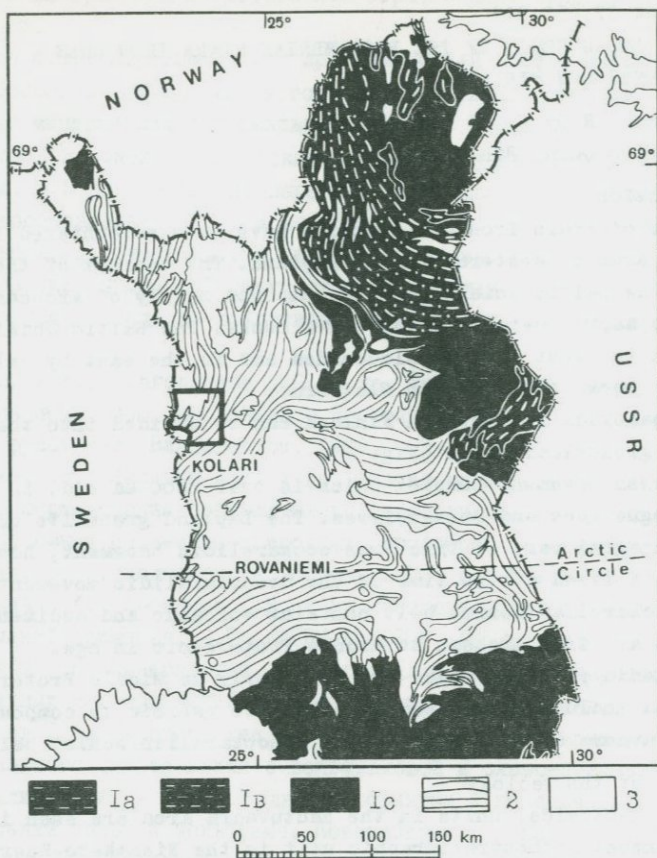 25° 30°
NORWAY
69° 69°
USSR
SWEDEN
KOLARI
ROVANIEMI
Arctic
Circle
25° 30°
Ia Ib Ic 2 3
0 50 100 150 km